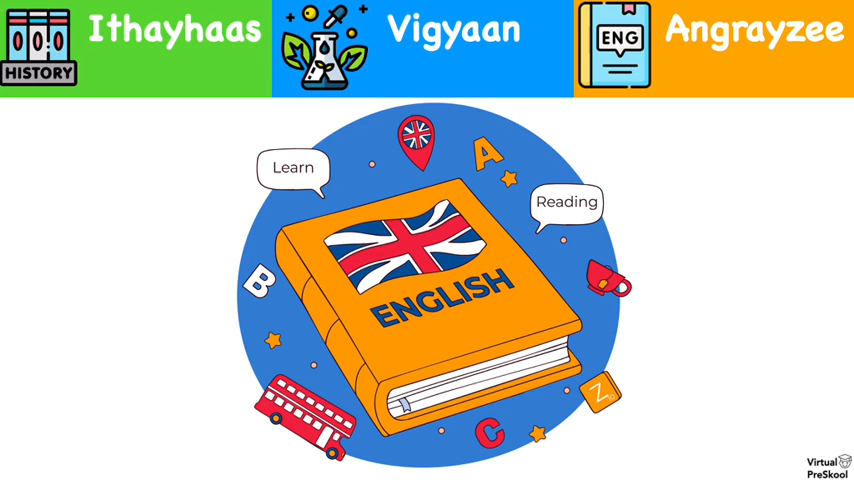 Ithayhaas
HISTORY
Vigyaan
ENG
Angrayzee
Learn
A
Reading
B
ENGLISH
Z
C
Virtual
PreSkool